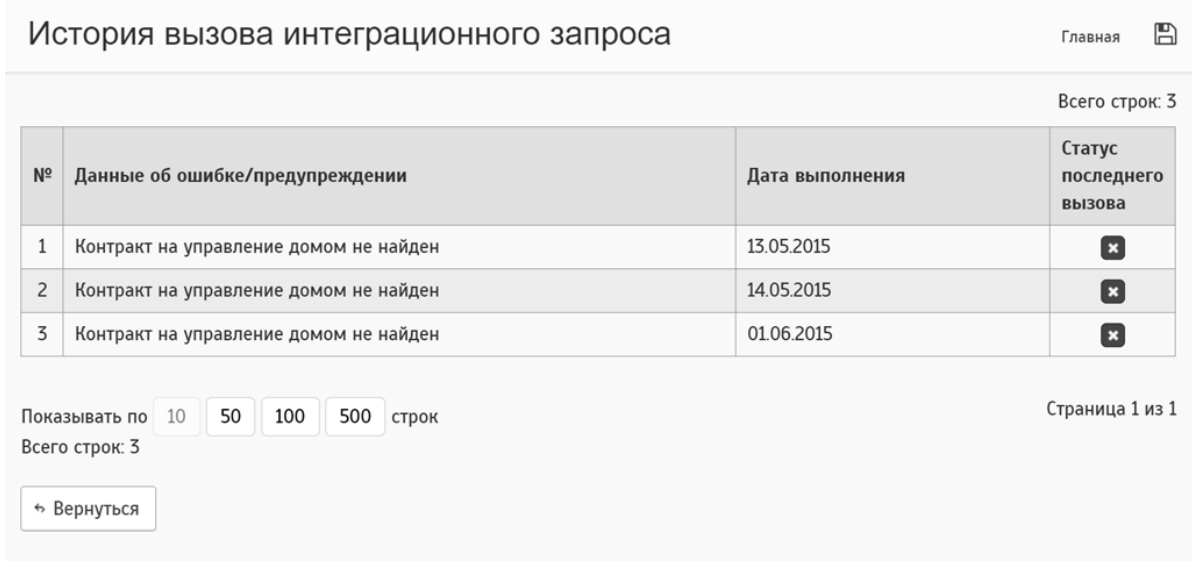 История вызова интеграционного запроса
Главная
Всего строк: 3
№ Данные об ошибке/предупреждении Дата выполнения Статус последнего вызова
1 Контракт на управление домом не найден 13.05.2015
2 Контракт на управление домом не найден 14.05.2015
3 Контракт на управление домом не найден 01.06.2015
Показывать по 10 50 100 500 строк
Страница 1 из 1
Всего строк: 3
Вернуться